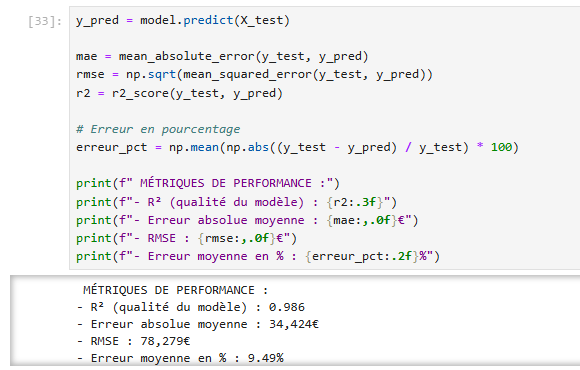 [33]: y_pred = model.predict(X_test)
mae = mean_absolute_error(y_test, y_pred)
rmse = np.sqrt(mean_squared_error(y_test, y_pred))
r2 = r2_score(y_test, y_pred)
# Erreur en pourcentage
erreur_pct = np.mean(np.abs((y_test - y_pred) / y_test) * 100)
print(f" MÉTRIQUES DE PERFORMANCE :")
print(f"- R² (qualité du modèle) : {r2:.3f}")
print(f"- Erreur absolue moyenne : {mae:,.0f}€")
print(f"- RMSE : {rmse:,.0f}€")
print(f"- Erreur moyenne en % : {erreur_pct:.2f}%")
MÉTRIQUES DE PERFORMANCE :
- R² (qualité du modèle) : 0.986
- Erreur absolue moyenne : 34,424€
- RMSE : 78,279€
- Erreur moyenne en % : 9.49%